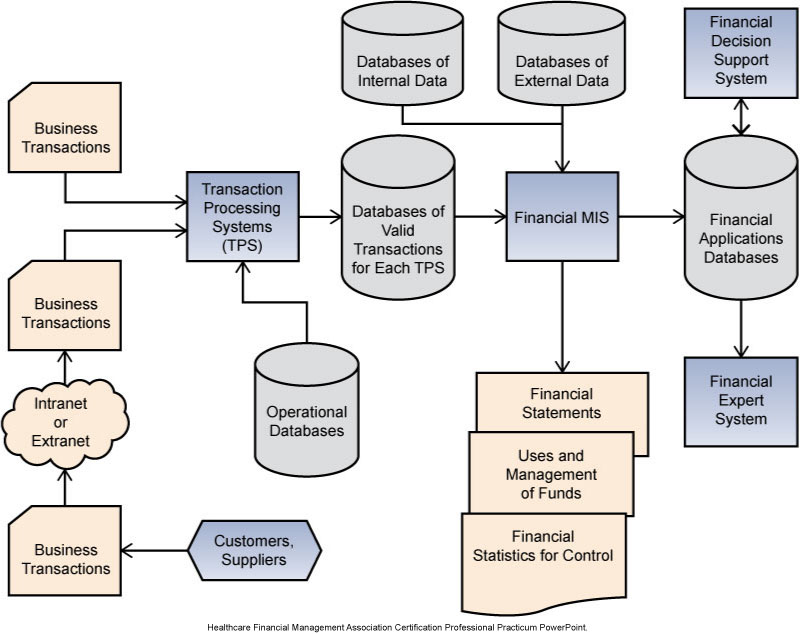 Databases of
Internal Data
Databases of
External Data
Financial
Decision
Support
System
Business
Transactions
Transaction
Processing
Systems
(TPS)
Databases of
Valid
Transactions
for Each TPS
Financial MIS
Financial
Applications
Databases
Business
Transactions
Operational
Databases
Financial
Statements
Financial
Expert
System
Intranet
or
Extranet
Uses and
Management
of Funds
Business
Transactions
Customers,
Suppliers
Financial
Statistics for Control
Healthcare Financial Management Association Certification Professional Practicum PowerPoint.